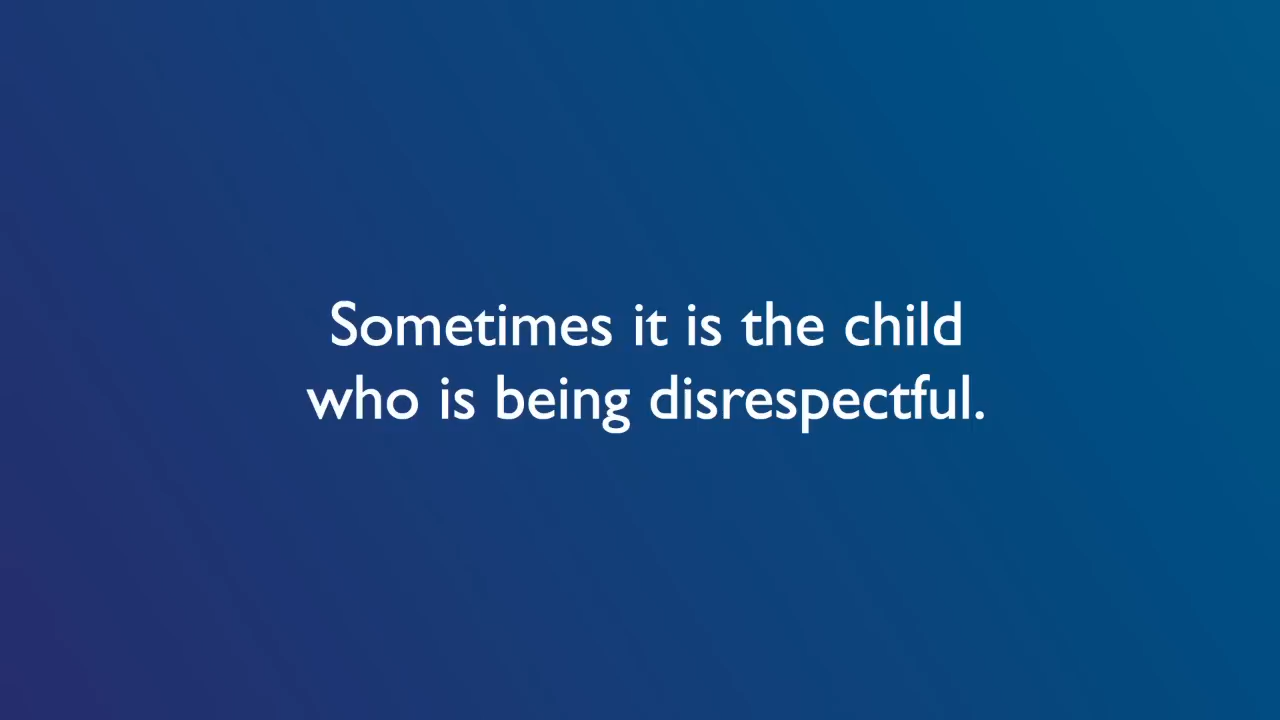 Sometimes it is the child
who is being disrespectful.